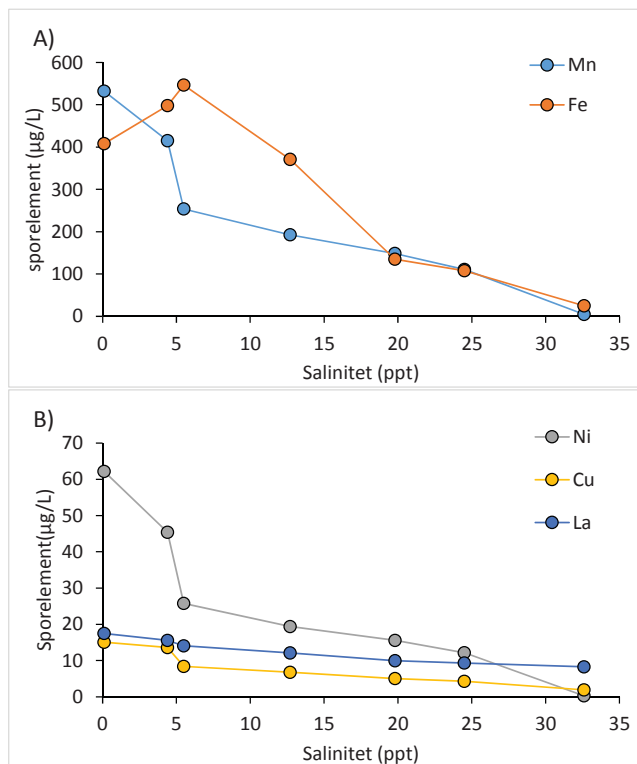 A)
600
500
400
300
200
100
0
sporelement (µg/L)
Mn
Fe
0 5 10 15 20 25 30 35
Salinitet (ppt)
B)
70
60
50
40
30
20
10
0
Sporelement(µg/L)
Ni
Cu
La
0 5 10 15 20 25 30 35
Salinitet (ppt)